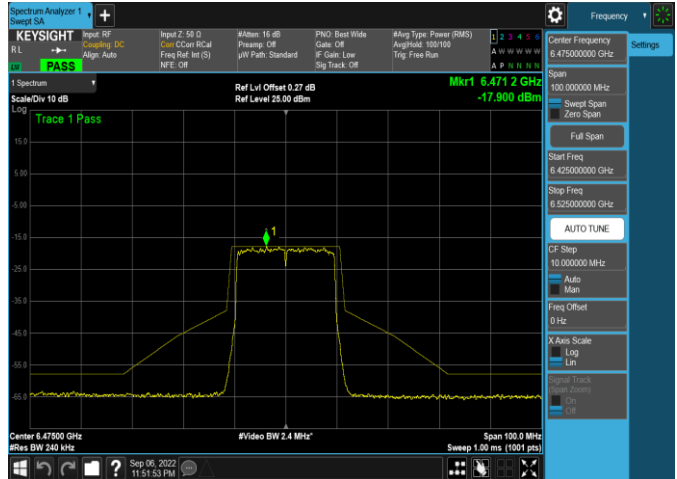 Spectrum Analyzer 1
Swept SA
Frequency
KEYSIGHT
R L
PASS
Input: RF
Coupling: DC
Align: Auto
Input Z: 50 Ω
Corr CCorr RCal
Freq Ref: Int (S)
NFE: Off
#Atten: 16 dB
Preamp: Off
µW Path: Standard
PNO: Best Wide
Gate: Off
IF Gain: Low
Sig Track: Off
#Avg Type: Power (RMS)
Avg|Hold: 100/100
Trig: Free Run
1 2 3 4 5 6
A W W W W W
A P N N N N
1 Spectrum
Scale/Div 10 dB
Log
Ref Lvl Offset 0.27 dB
Ref Level 25.00 dBm
Mkr1 6.471 2 GHz
-17.900 dBm
Trace 1 Pass
15.0
5.00
-5.00
-15.0
-25.0
-35.0
-45.0
-55.0
-65.0
1
Center 6.47500 GHz
#Res BW 240 kHz
#Video BW 2.4 MHz*
Span 100.0 MHz
Sweep 1.00 ms (1001 pts)
Sep 06, 2022
11:51:53 PM
Center Frequency
6.475000000 GHz
Settings
Span
100.000000 MHz
Swept Span
Zero Span
Full Span
Start Freq
6.425000000 GHz
Stop Freq
6.525000000 GHz
AUTO TUNE
CF Step
10.000000 MHz
Auto
Man
Freq Offset
0 Hz
X Axis Scale
Log
Lin
Signal Track
(Span Zoom)
On
Off